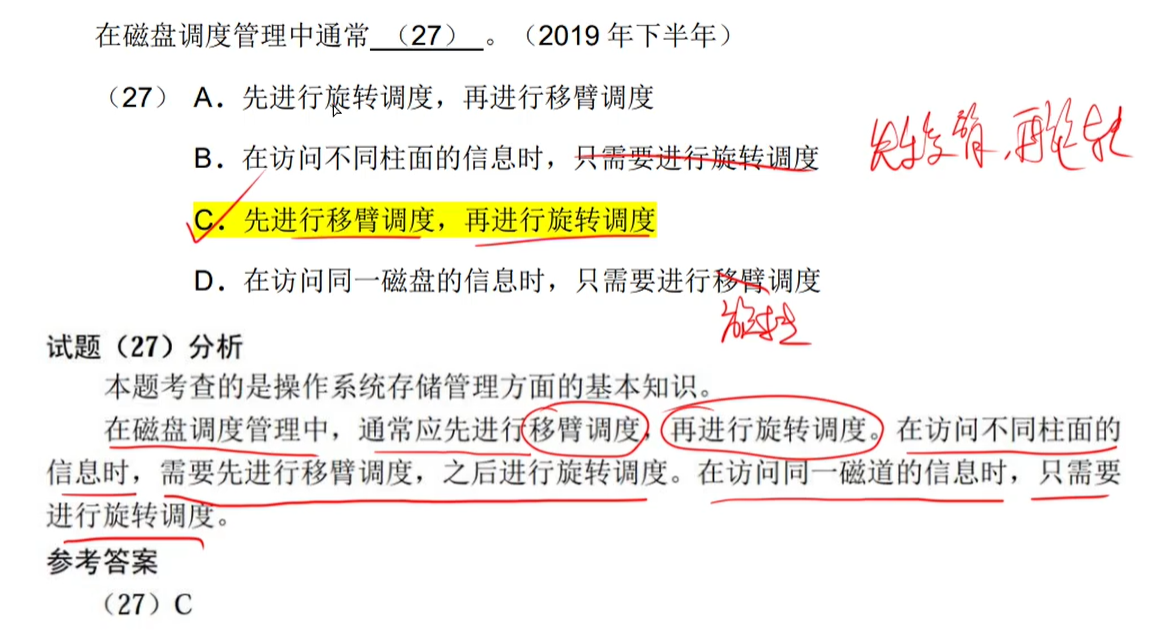 在磁盘调度管理中通常 （27） 。（2019 年下半年）
（27） A．先进行旋转调度，再进行移臂调度
B．在访问不同柱面的信息时，只需要进行旋转调度
先移臂，再旋转
C．先进行移臂调度，再进行旋转调度
D．在访问同一磁盘的信息时，只需要进行移臂调度
旋转
试题（27）分析
本题考查的是操作系统存储管理方面的基本知识。
在磁盘调度管理中，通常应先进行移臂调度，再进行旋转调度。在访问不同柱面的
信息时，需要先进行移臂调度，之后进行旋转调度。在访问同一磁道的信息时，只需要
进行旋转调度。
参考答案
（27）C